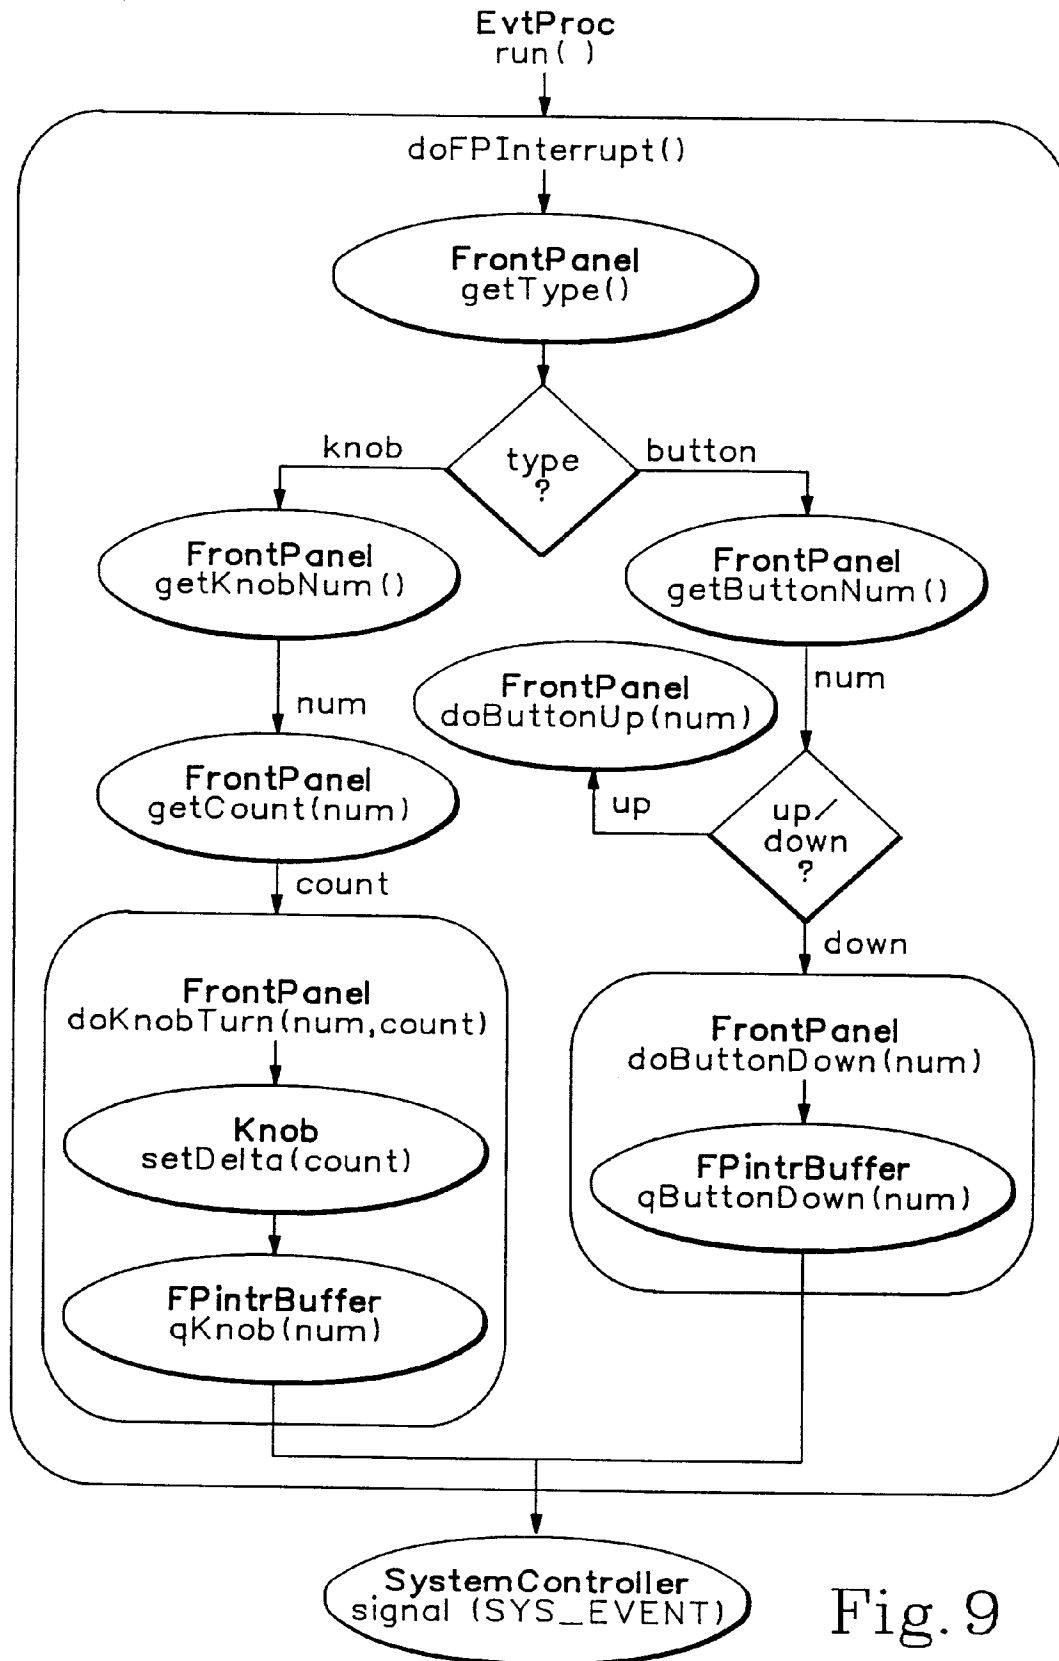 EvtProc
run( )
doFPInterrupt()
FrontPanel
getType()
knob
type
?
button
FrontPanel
getKnobNum()
FrontPanel
getButtonNum()
num
FrontPanel
doButtonUp(num)
num
FrontPanel
getCount(num)
up
up/
down
?
count
down
FrontPanel
doKnobTurn(num,count)
FrontPanel
doButtonDown(num)
Knob
setDelta(count)
FPintrBuffer
qButtonDown(num)
FPintrBuffer
qKnob(num)
SystemController
signal (SYS_EVENT)
Fig. 9